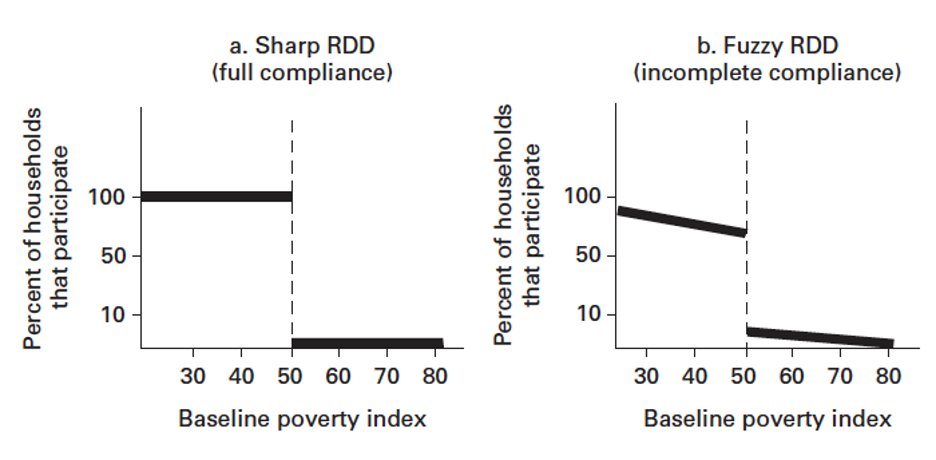 a. Sharp RDD
(full compliance)
Percent of households
that participate
100
50
10
30 40 50 60 70 80
Baseline poverty index
b. Fuzzy RDD
(incomplete compliance)
Percent of households
that participate
100
50
10
30 40 50 60 70 80
Baseline poverty index